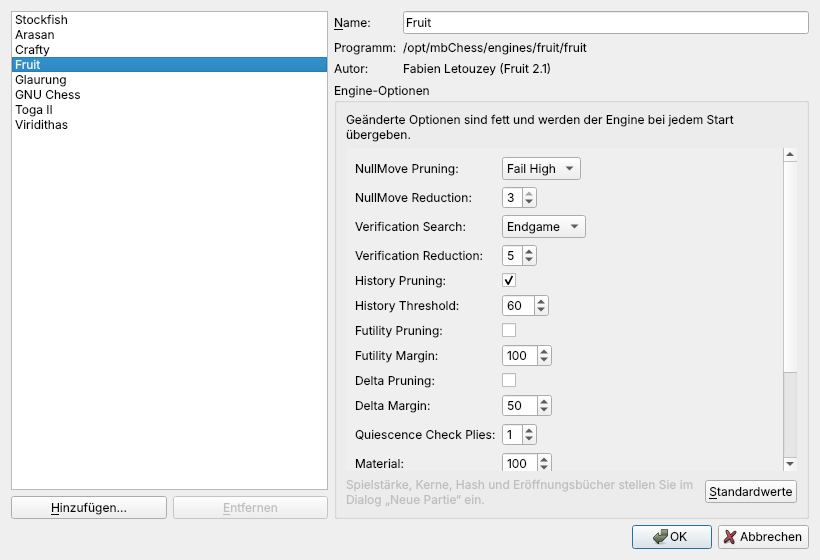 Stockfish
Arasan
Crafty
Fruit
Glaurung
GNU Chess
Toga II
Viridithas
Hinzufügen...
Entfernen
Name: Fruit
Programm: /opt/mbChess/engines/fruit/fruit
Autor: Fabien Letouzey (Fruit 2.1)
Engine-Optionen
Geänderte Optionen sind fett und werden der Engine bei jedem Start
übergeben.
NullMove Pruning: Fail High
NullMove Reduction: 3
Verification Search: Endgame
Verification Reduction: 5
History Pruning:
History Threshold: 60
Futility Pruning:
Futility Margin: 100
Delta Pruning:
Delta Margin: 50
Quiescence Check Plies: 1
Material: 100
Spielstärke, Kerne, Hash und Eröffnungsbücher stellen Sie im
Dialog „Neue Partie“ ein.
Standardwerte
OK
Abbrechen